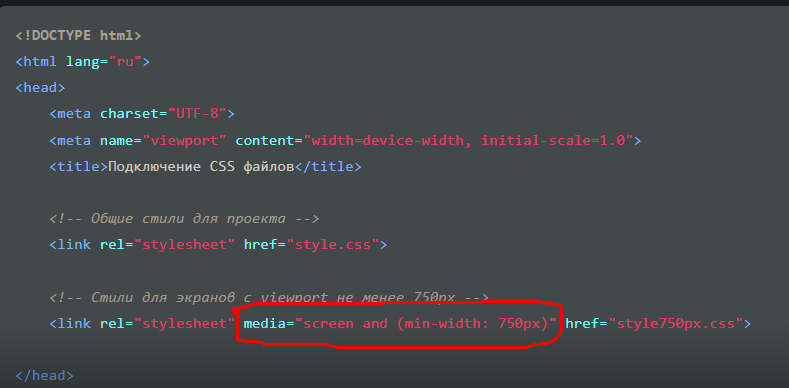 <!DOCTYPE html>
<html lang="ru">
<head>
<meta charset="UTF-8">
<meta name="viewport" content="width=device-width, initial-scale=1.0">
<title>Подключение CSS файлов</title>
<!-- Общие стили для проекта -->
<link rel="stylesheet" href="style.css">
<!-- Стили для экранов с viewport не менее 750px -->
<link rel="stylesheet" media="screen and (min-width: 750px)" href="style750px.css">
</head>